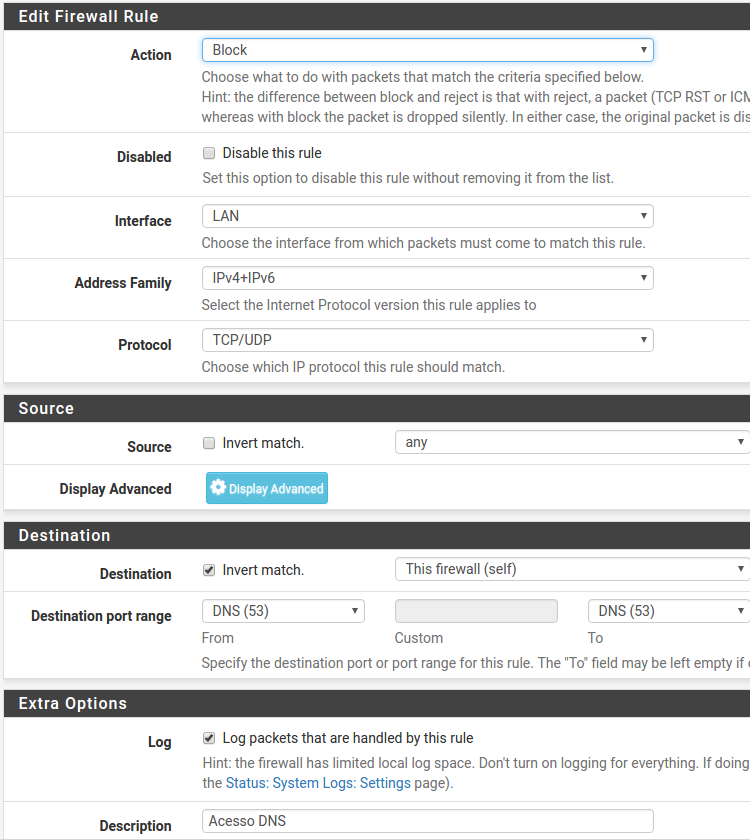 Edit Firewall Rule
Action
Block
Choose what to do with packets that match the criteria specified below.
Hint: the difference between block and reject is that with reject, a packet (TCP RST or ICM
whereas with block the packet is dropped silently. In either case, the original packet is dis
Disabled
Disable this rule
Set this option to disable this rule without removing it from the list.
Interface
LAN
Choose the interface from which packets must come to match this rule.
Address Family
IPv4+IPv6
Select the Internet Protocol version this rule applies to
Protocol
TCP/UDP
Choose which IP protocol this rule should match.
Source
Source
Invert match.
any
Display Advanced
Display Advanced
Destination
Destination
Invert match.
This firewall (self)
Destination port range
DNS (53)
DNS (53)
From
Custom
To
Specify the destination port or port range for this rule. The "To" field may be left empty if
Extra Options
Log
Log packets that are handled by this rule
Hint: the firewall has limited local log space. Don't turn on logging for everything. If doing
the Status: System Logs: Settings page).
Description
Acesso DNS